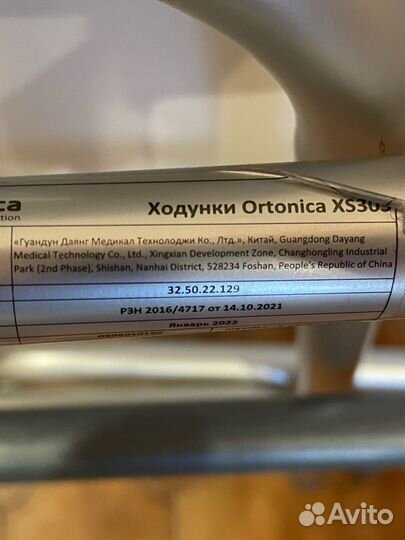 ca Ходунки Ortonica XS303
tion
«Гуандун Даянг Медикал Технолоджи Ко., Лтд.», Китай, Guangdong Dayang
Medical Technology Co., Ltd., Xingxian Development Zone, Changhongling Industrial
Park (2nd Phase), Shishan, Nanhai District, 528234 Foshan, People's Republic of China
32.50.22.129
РЗН 2016/4717 от 14.10.2021
Январь 2022
Avito